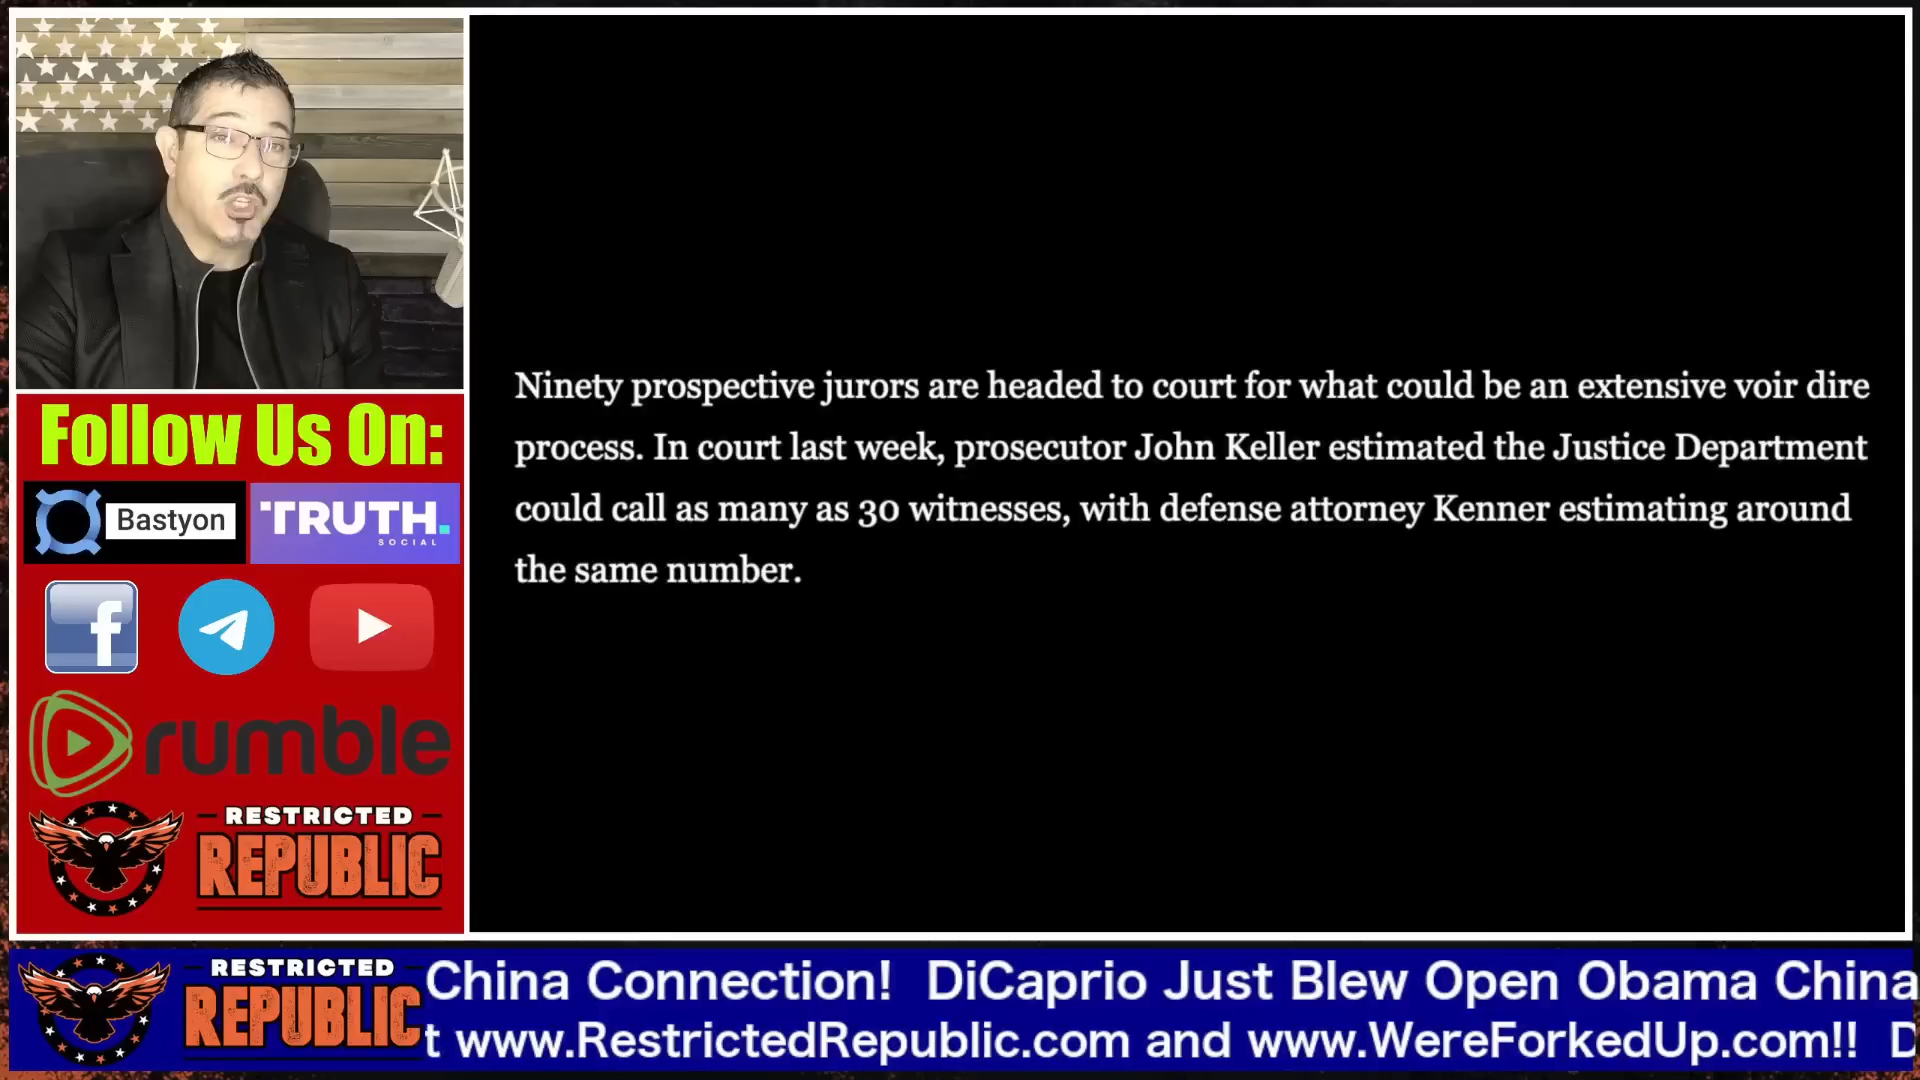 Follow Us On:
Bastyon
TRUTH.
SOCIAL
f
rumble
RESTRICTED
REPUBLIC
Ninety prospective jurors are headed to court for what could be an extensive voir dire
process. In court last week, prosecutor John Keller estimated the Justice Department
could call as many as 30 witnesses, with defense attorney Kenner estimating around
the same number.
RESTRICTED
REPUBLIC
China Connection! DiCaprio Just Blew Open Obama China
t www.RestrictedRepublic.com and www.WereForkedUp.com!! D